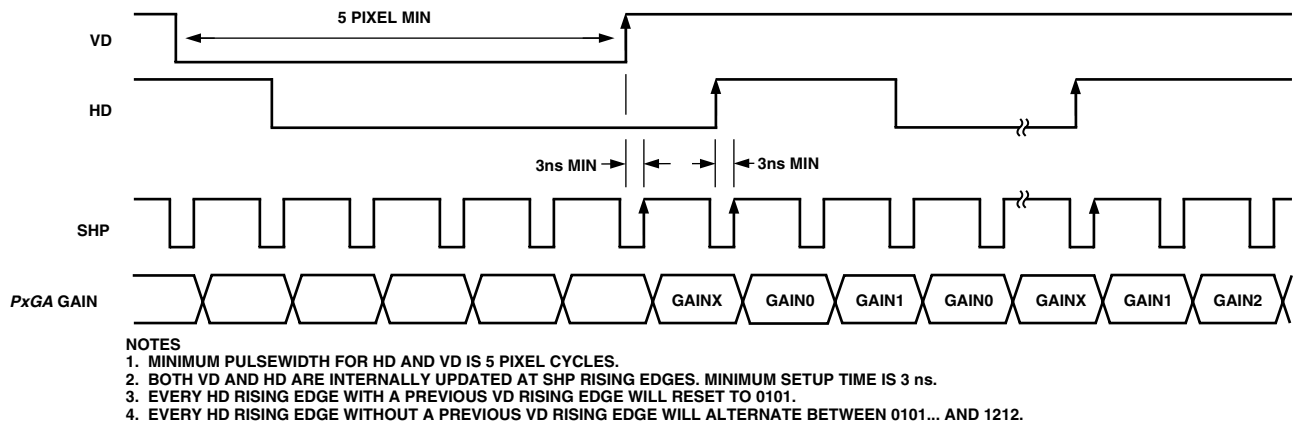 5 PIXEL MIN
VD
HD
3ns MIN
3ns MIN
SHP
PxGA GAIN
GAINX
GAIN0
GAIN1
GAIN0
GAINX
GAIN1
GAIN2
NOTES
1. MINIMUM PULSEWIDTH FOR HD AND VD IS 5 PIXEL CYCLES.
2. BOTH VD AND HD ARE INTERNALLY UPDATED AT SHP RISING EDGES. MINIMUM SETUP TIME IS 3 ns.
3. EVERY HD RISING EDGE WITH A PREVIOUS VD RISING EDGE WILL RESET TO 0101.
4. EVERY HD RISING EDGE WITHOUT A PREVIOUS VD RISING EDGE WILL ALTERNATE BETWEEN 0101... AND 1212.